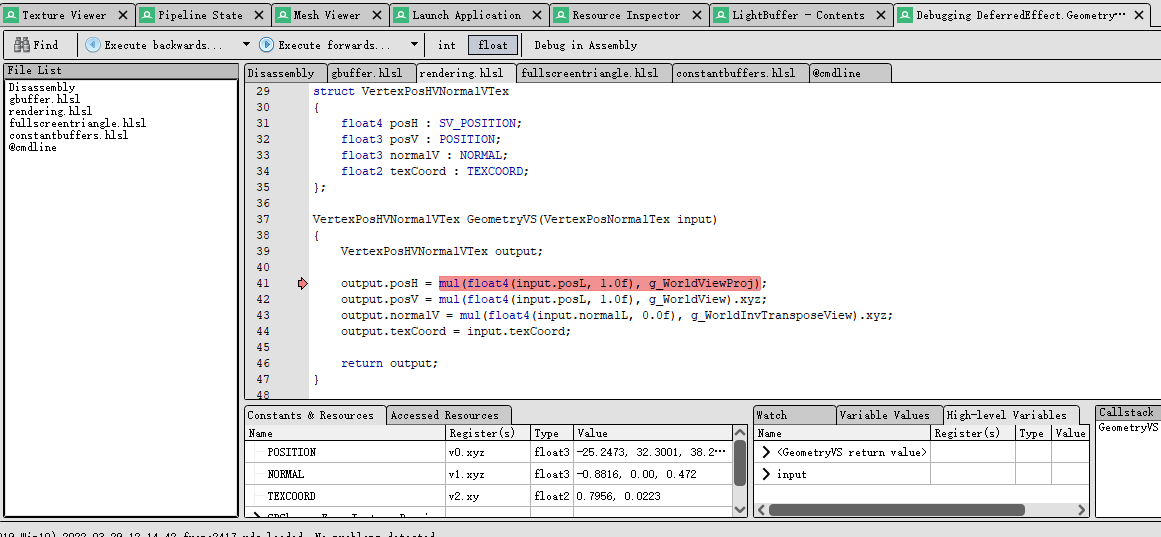 Texture Viewer Pipeline State Mesh Viewer Launch Application Resource Inspector LightBuffer - Contents Debugging DeferredEffect.Geometry…
Find Execute backwards... Execute forwards... int float Debug in Assembly
File List
Disassembly
gbuffer.hlsl
rendering.hlsl
fullscreentriangle.hlsl
constantbuffers.hlsl
@cmdline
Disassembly gbuffer.hlsl rendering.hlsl fullscreentriangle.hlsl constantbuffers.hlsl @cmdline
29 struct VertexPosHVNormalVTex
30 {
31 float4 posH : SV_POSITION;
32 float3 posV : POSITION;
33 float3 normalV : NORMAL;
34 float2 texCoord : TEXCOORD;
35 };
36
37 VertexPosHVNormalVTex GeometryVS(VertexPosNormalTex input)
38 {
39 VertexPosHVNormalVTex output;
40
41 output.posH = mul(float4(input.posL, 1.0f), g_WorldViewProj);
42 output.posV = mul(float4(input.posL, 1.0f), g_WorldView).xyz;
43 output.normalV = mul(float4(input.normalL, 0.0f), g_WorldInvTransposeView).xyz;
44 output.texCoord = input.texCoord;
45
46 return output;
47 }
48
Constants & Resources Accessed Resources
Name Register(s) Type Value
POSITION v0.xyz float3 -25.2473, 32.3001, 38.2…
NORMAL v1.xyz float3 -0.8816, 0.00, 0.472
TEXCOORD v2.xy float2 0.7956, 0.0223
Watch Variable Values High-level Variables
Name Register(s) Type Value
<GeometryVS return value>
input
Callstack
GeometryVS